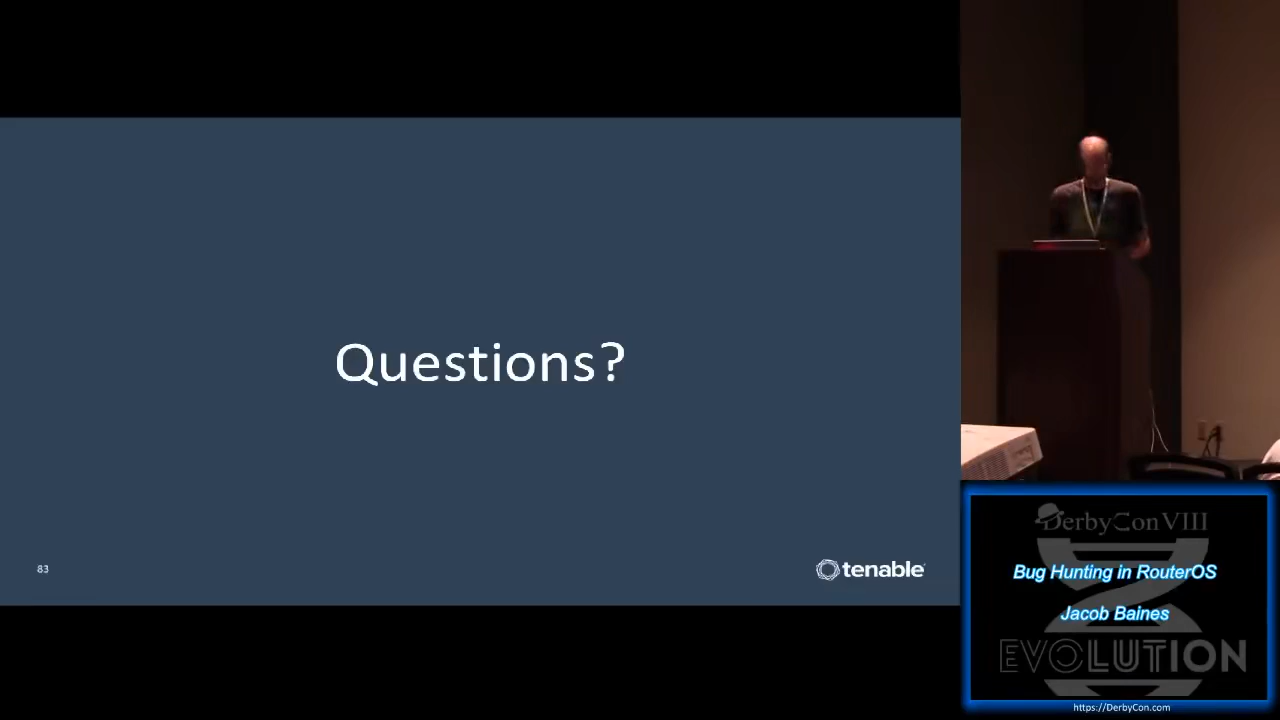 Questions?
83
tenable
DerbyCon VIII
Bug Hunting in RouterOS
Jacob Baines
EVOLUTION
https://DerbyCon.com